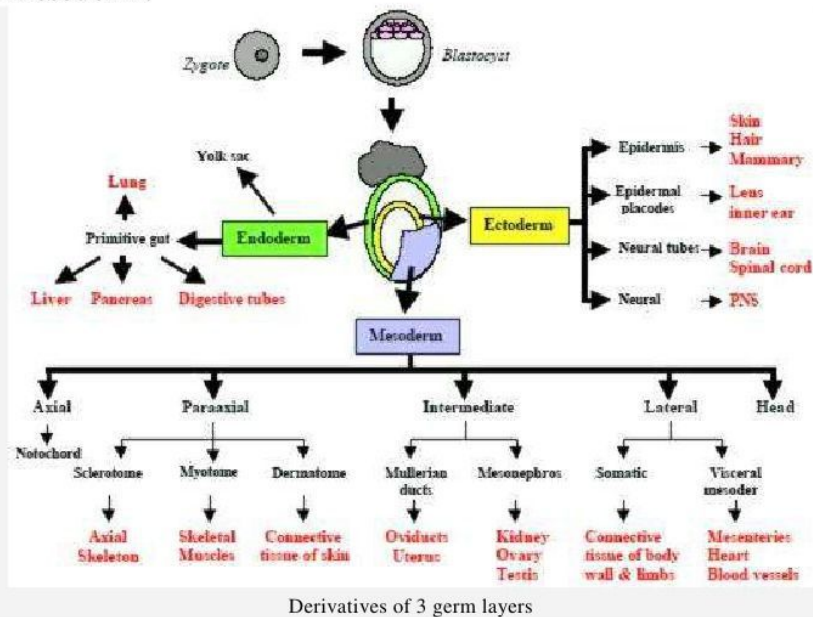 Zygote
Blastocyst
Yolk sac
Lung
Primitive gut
Endoderm
Ectoderm
Liver
Pancreas
Digestive tubes
Epidermis
Skin
Hair
Mammary
Epidermal
placodes
Lens
inner ear
Neural tubes
Brain
Spinal cord
Neural
PNS
Mesoderm
Axial
Paraaxial
Intermediate
Lateral
Head
Notochord
Sclerotome
Myotome
Dermatome
Mullerian
ducts
Mesonephros
Somatic
Visceral
mesoder
Axial
Skeleton
Skeletal
Muscles
Connective
tissue of skin
Oviducts
Uterus
Kidney
Ovary
Testis
Connective
tissue of body
wall & limbs
Mesenteries
Heart
Blood vessels
Derivatives of 3 germ layers